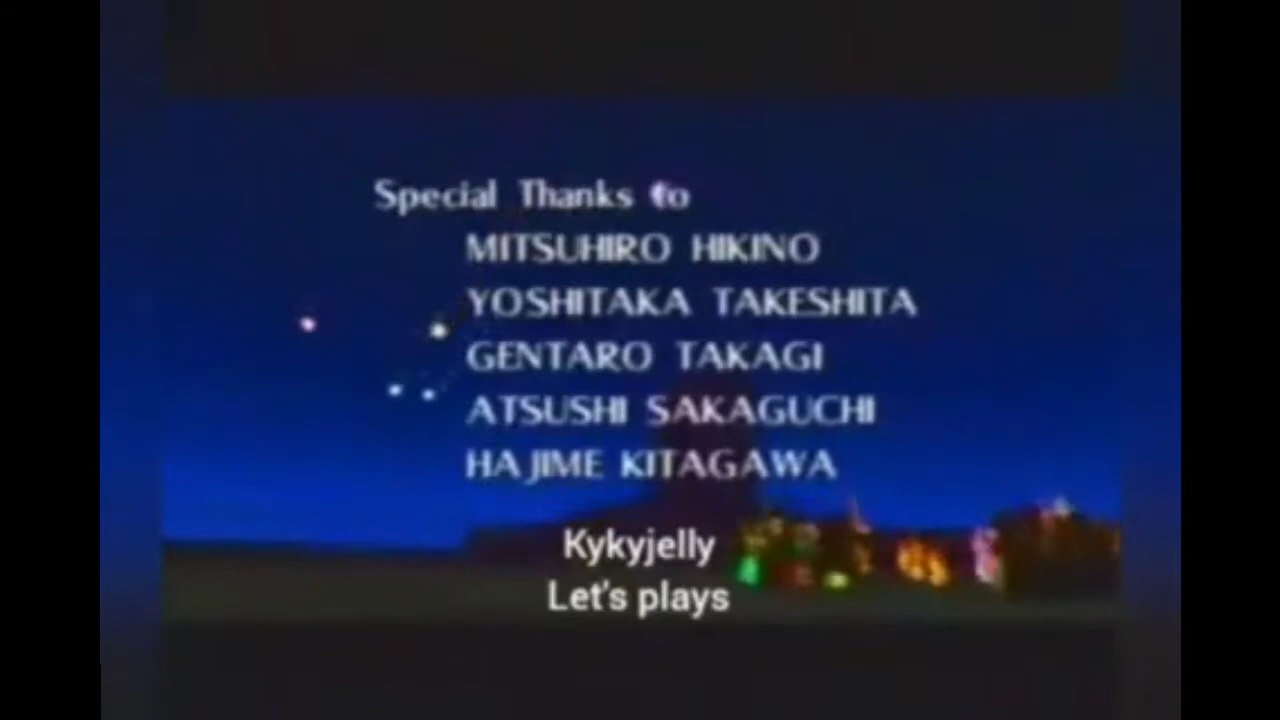 Special Thanks to
MITSUHIRO HIKINO
YOSHITAKA TAKESHITA
GENTARO TAKAGI
ATSUSHI SAKAGUCHI
HAJIME KITAGAWA
Kykyjelly
Let's plays